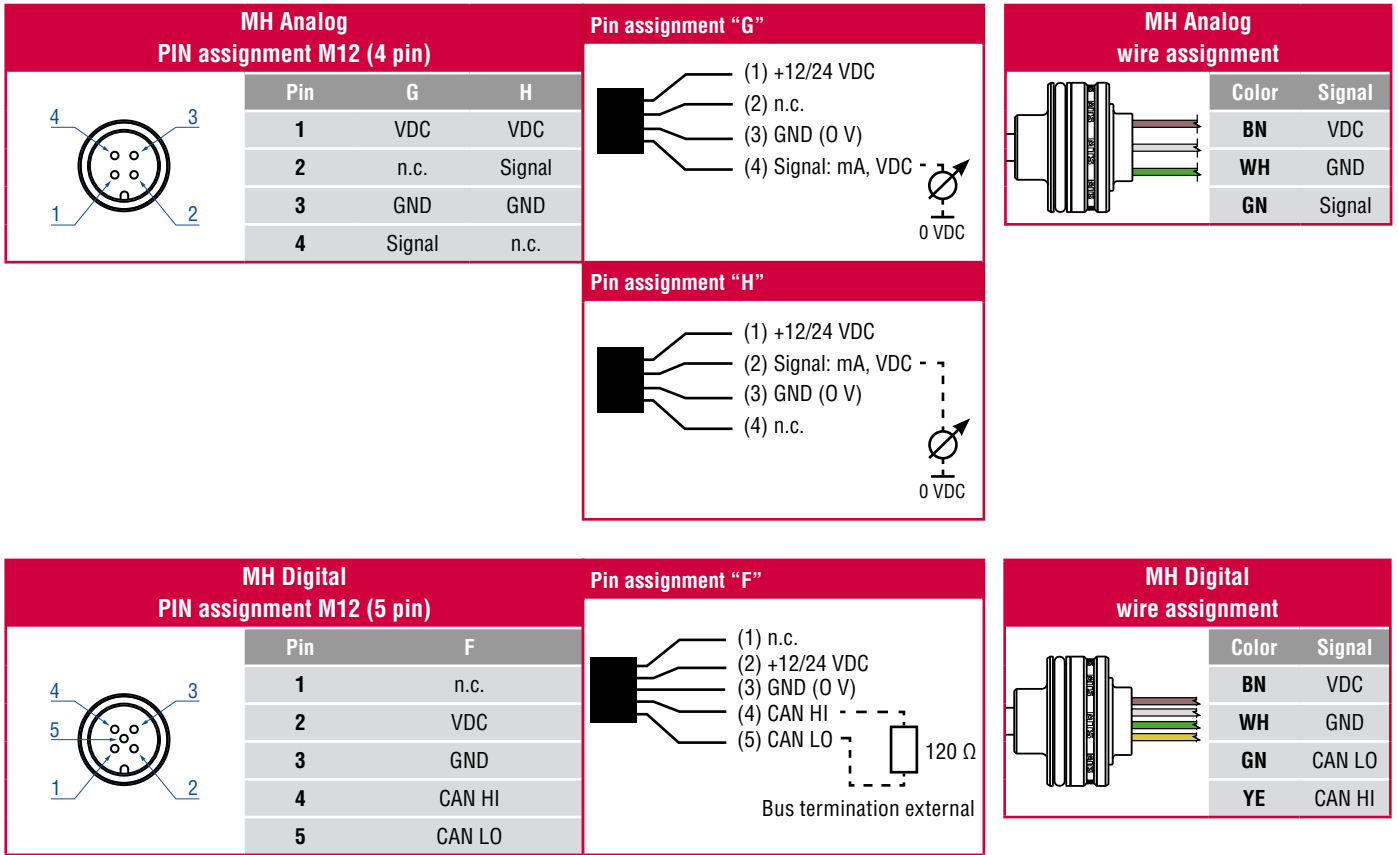 MH Analog
PIN assignment M12 (4 pin)
4
3
1
2
Pin G H
1 VDC VDC
2 n.c. Signal
3 GND GND
4 Signal n.c.
Pin assignment “G”
(1) +12/24 VDC
(2) n.c.
(3) GND (O V)
(4) Signal: mA, VDC
0 VDC
Pin assignment “H”
(1) +12/24 VDC
(2) Signal: mA, VDC
(3) GND (O V)
(4) n.c.
0 VDC
MH Analog
wire assignment
Color Signal
BN VDC
WH GND
GN Signal
MH Digital
PIN assignment M12 (5 pin)
4
3
5
1
2
Pin F
1 n.c.
2 VDC
3 GND
4 CAN HI
5 CAN LO
Pin assignment “F”
(1) n.c.
(2) +12/24 VDC
(3) GND (O V)
(4) CAN HI
(5) CAN LO
120 Ω
Bus termination external
MH Digital
wire assignment
Color Signal
BN VDC
WH GND
GN CAN LO
YE CAN HI